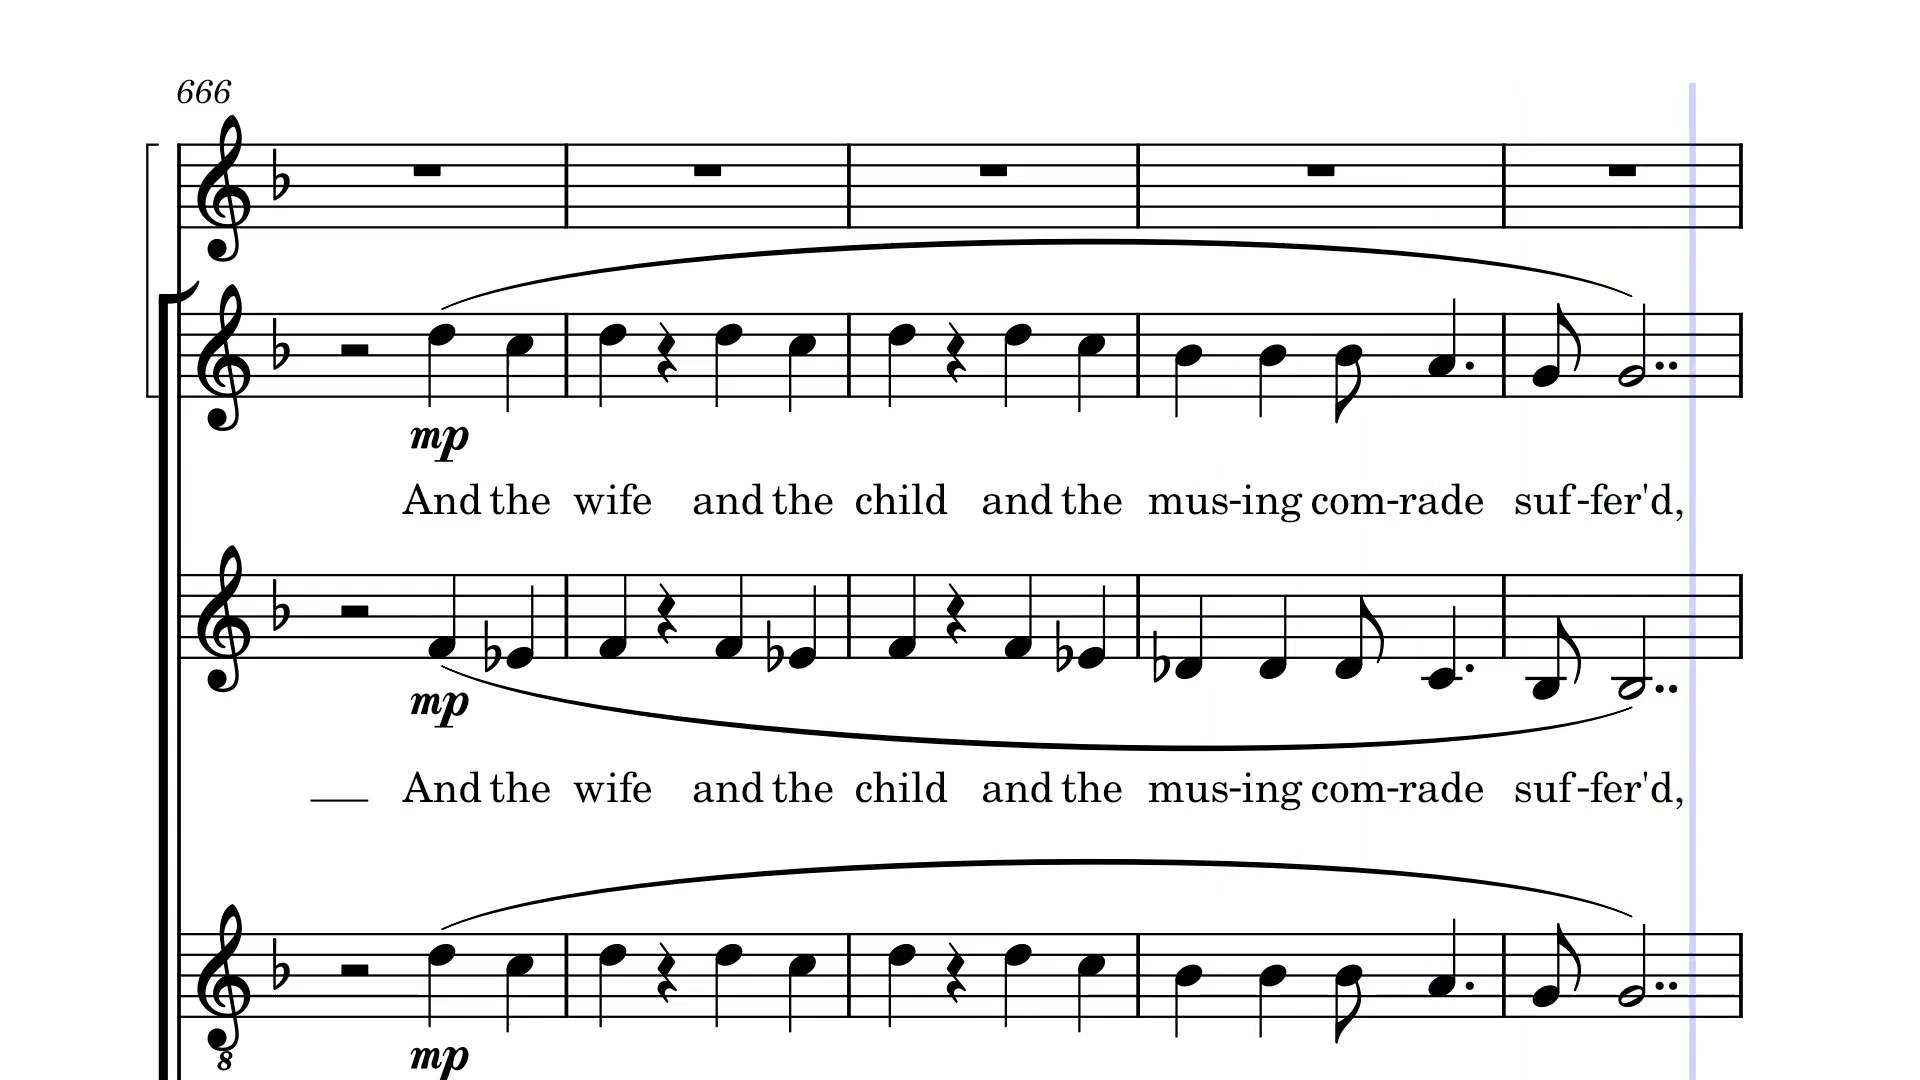 666
mp
And the wife and the child and the mus-ing com-rade suf-fer'd,
mp
And the wife and the child and the mus-ing com-rade suf-fer'd,
8
mp